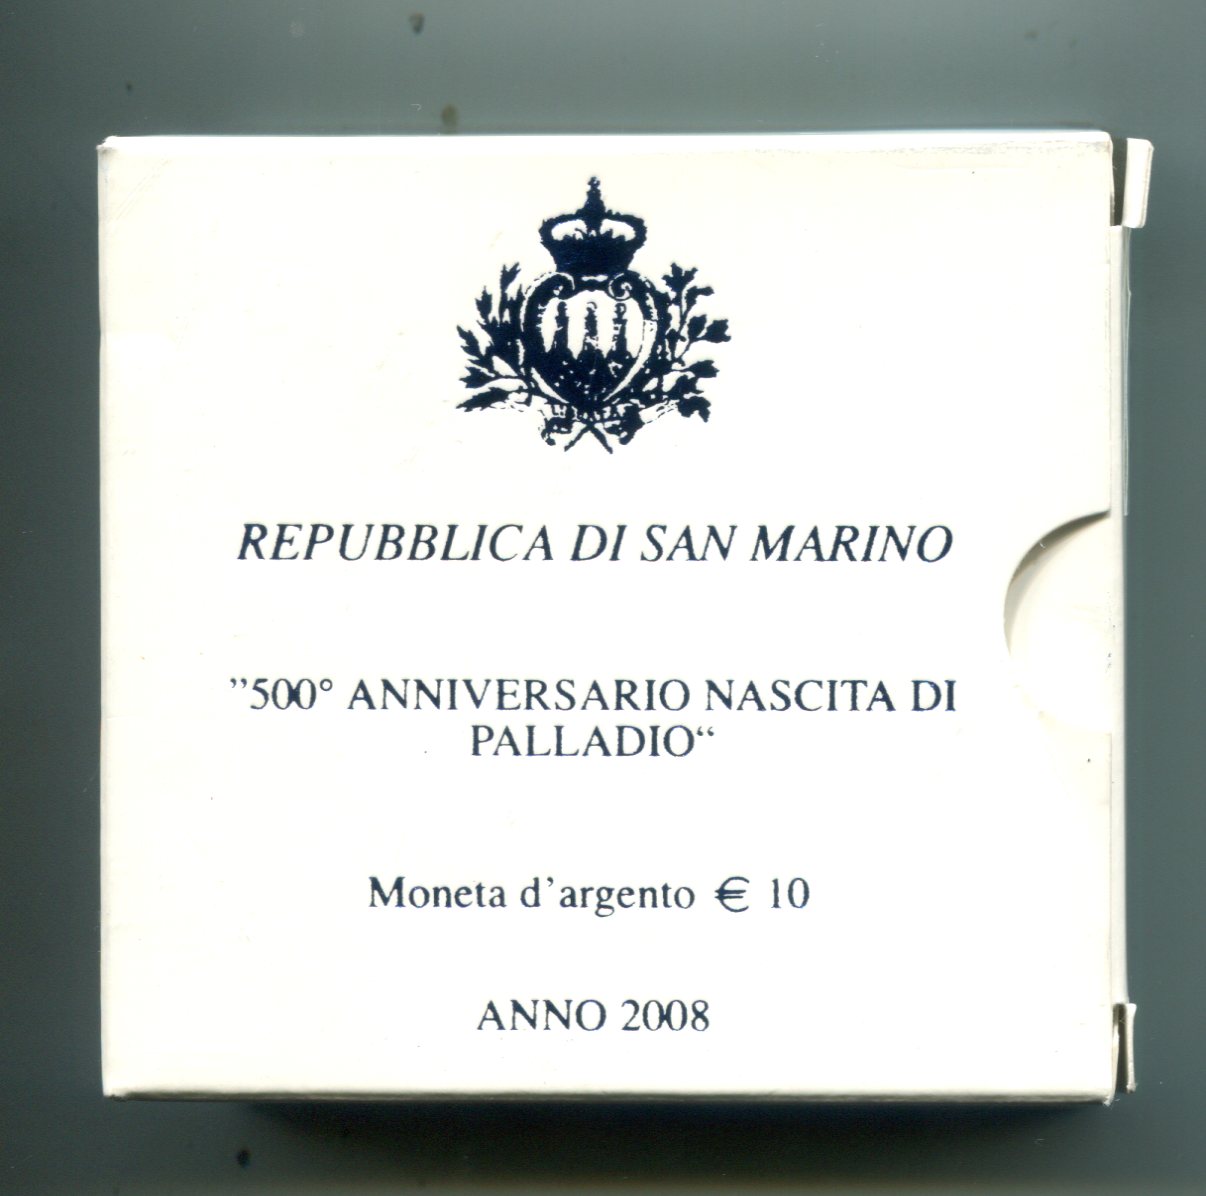 REPUBBLICA DI SAN MARINO
”500° ANNIVERSARIO NASCITA DI
PALLADIO“
Moneta d’argento € 10
ANNO 2008